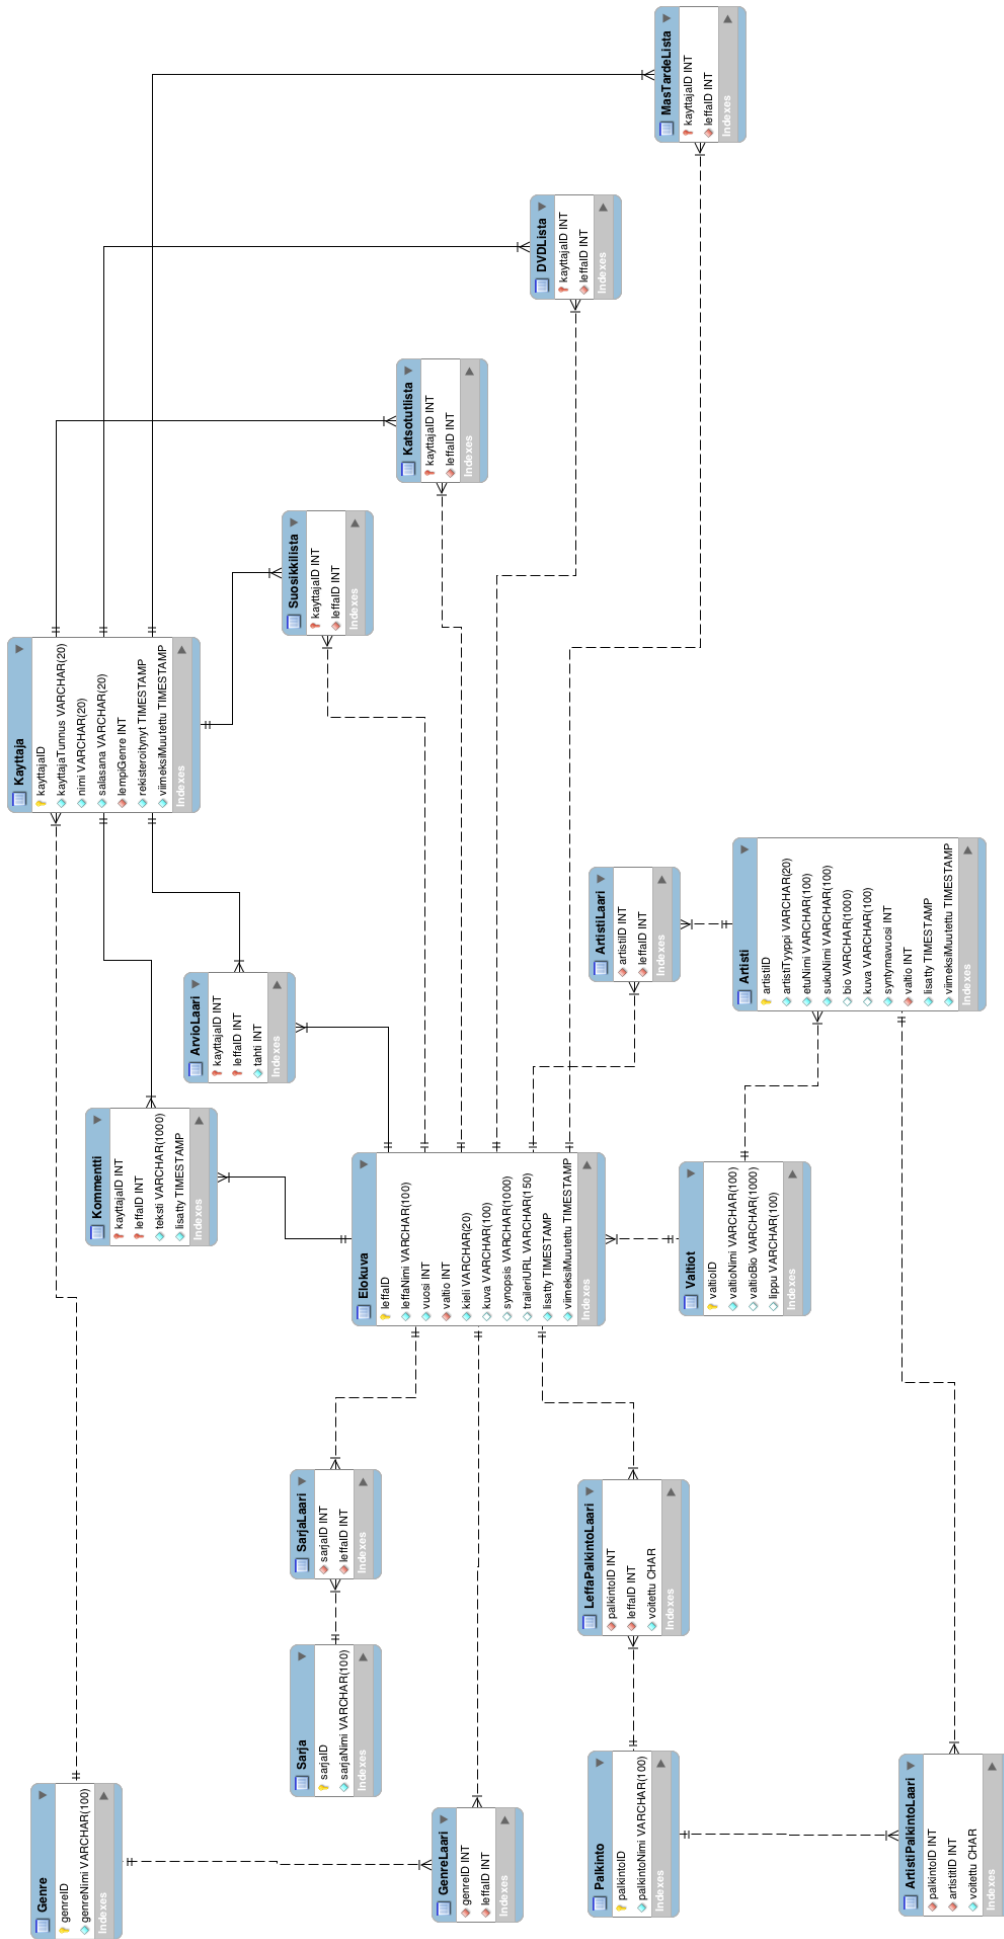 Genre
genreID
genreNimi VARCHAR(100)
Indexes
Kayttaja
kayttajaID
kayttajaTunnus VARCHAR(20)
nimi VARCHAR(20)
salasana VARCHAR(20)
lempiGenre INT
rekisteroitynyt TIMESTAMP
viimeksiMuutettu TIMESTAMP
Indexes
Kommentti
kayttajaID INT
leffaID INT
teksti VARCHAR(1000)
lisatty TIMESTAMP
Indexes
ArvioLaari
kayttajaID INT
leffaID INT
tahti INT
Indexes
Suosikkilista
kayttajaID INT
leffaID INT
Indexes
Katsotutlista
kayttajaID INT
leffaID INT
Indexes
DVDLista
kayttajaID INT
leffaID INT
Indexes
MasTardeLista
kayttajaID INT
leffaID INT
Indexes
Sarja
sarjaID
sarjaNimi VARCHAR(100)
Indexes
SarjaLaari
sarjaID INT
leffaID INT
Indexes
Elokuva
leffaID
leffaNimi VARCHAR(100)
vuosi INT
valtio INT
kieli VARCHAR(20)
kuva VARCHAR(100)
synopsis VARCHAR(1000)
traileriURL VARCHAR(150)
lisatty TIMESTAMP
viimeksiMuutettu TIMESTAMP
Indexes
GenreLaari
genreID INT
leffaID INT
Indexes
LeffaPalkintoLaari
palkintoID INT
leffaID INT
voitettu CHAR
Indexes
ArtistiLaari
artistiID INT
leffaID INT
Indexes
Palkinto
palkintoID
palkintoNimi VARCHAR(100)
Indexes
Valtiot
valtioID
valtioNimi VARCHAR(100)
valtioBio VARCHAR(1000)
lippu VARCHAR(100)
Indexes
Artisti
artistiID
artistiTyyppi VARCHAR(20)
etuNimi VARCHAR(100)
sukuNimi VARCHAR(100)
bio VARCHAR(1000)
kuva VARCHAR(100)
syntymavuosi INT
valtio INT
lisatty TIMESTAMP
viimeksiMuutettu TIMESTAMP
Indexes
ArtistiPalkintoLaari
palkintoID INT
artistiID INT
voitettu CHAR
Indexes